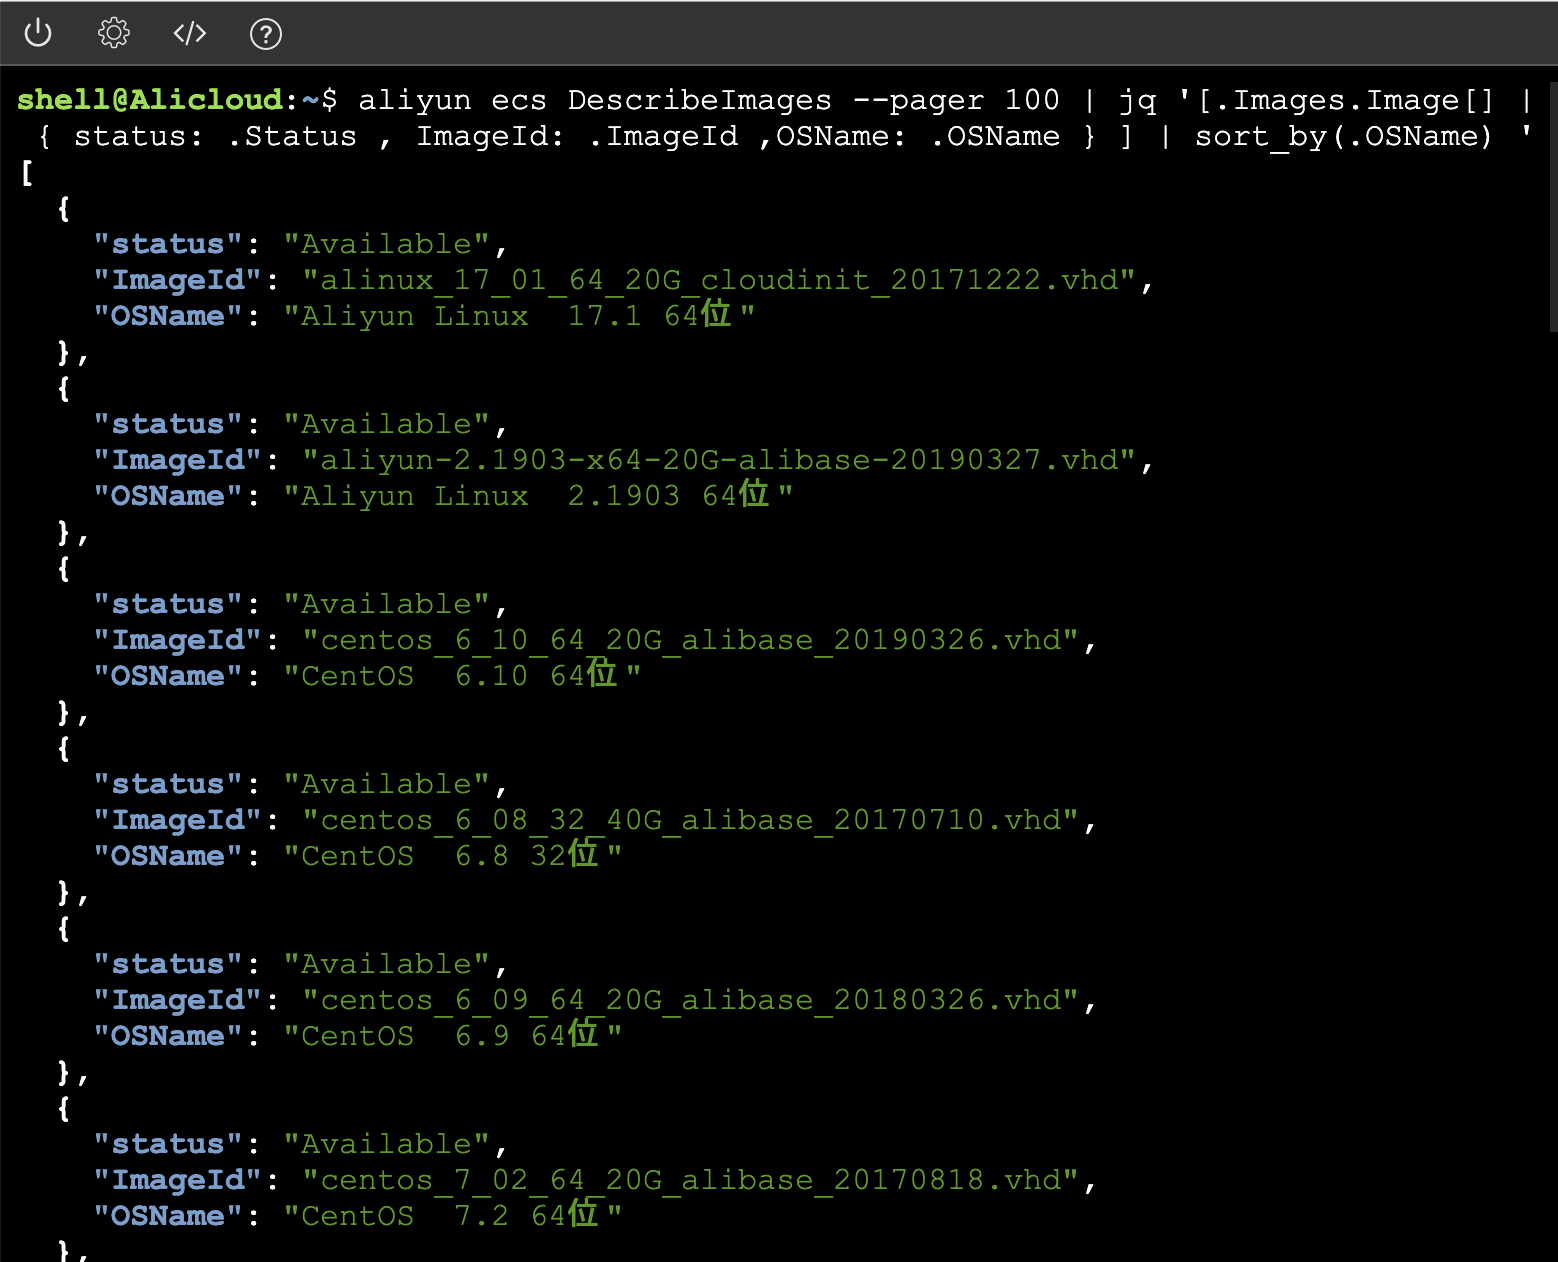 shell@Alicloud:~$ aliyun ecs DescribeImages --pager 100 | jq '[.Images.Image[] |
 { status: .Status , ImageId: .ImageId ,OSName: .OSName } ] | sort_by(.OSName) '
[
  {
    "status": "Available",
    "ImageId": "alinux_17_01_64_20G_cloudinit_20171222.vhd",
    "OSName": "Aliyun Linux  17.1 64位"
  },
  {
    "status": "Available",
    "ImageId": "aliyun-2.1903-x64-20G-alibase-20190327.vhd",
    "OSName": "Aliyun Linux  2.1903 64位"
  },
  {
    "status": "Available",
    "ImageId": "centos_6_10_64_20G_alibase_20190326.vhd",
    "OSName": "CentOS  6.10 64位"
  },
  {
    "status": "Available",
    "ImageId": "centos_6_08_32_40G_alibase_20170710.vhd",
    "OSName": "CentOS  6.8 32位"
  },
  {
    "status": "Available",
    "ImageId": "centos_6_09_64_20G_alibase_20180326.vhd",
    "OSName": "CentOS  6.9 64位"
  },
  {
    "status": "Available",
    "ImageId": "centos_7_02_64_20G_alibase_20170818.vhd",
    "OSName": "CentOS  7.2 64位"
  },